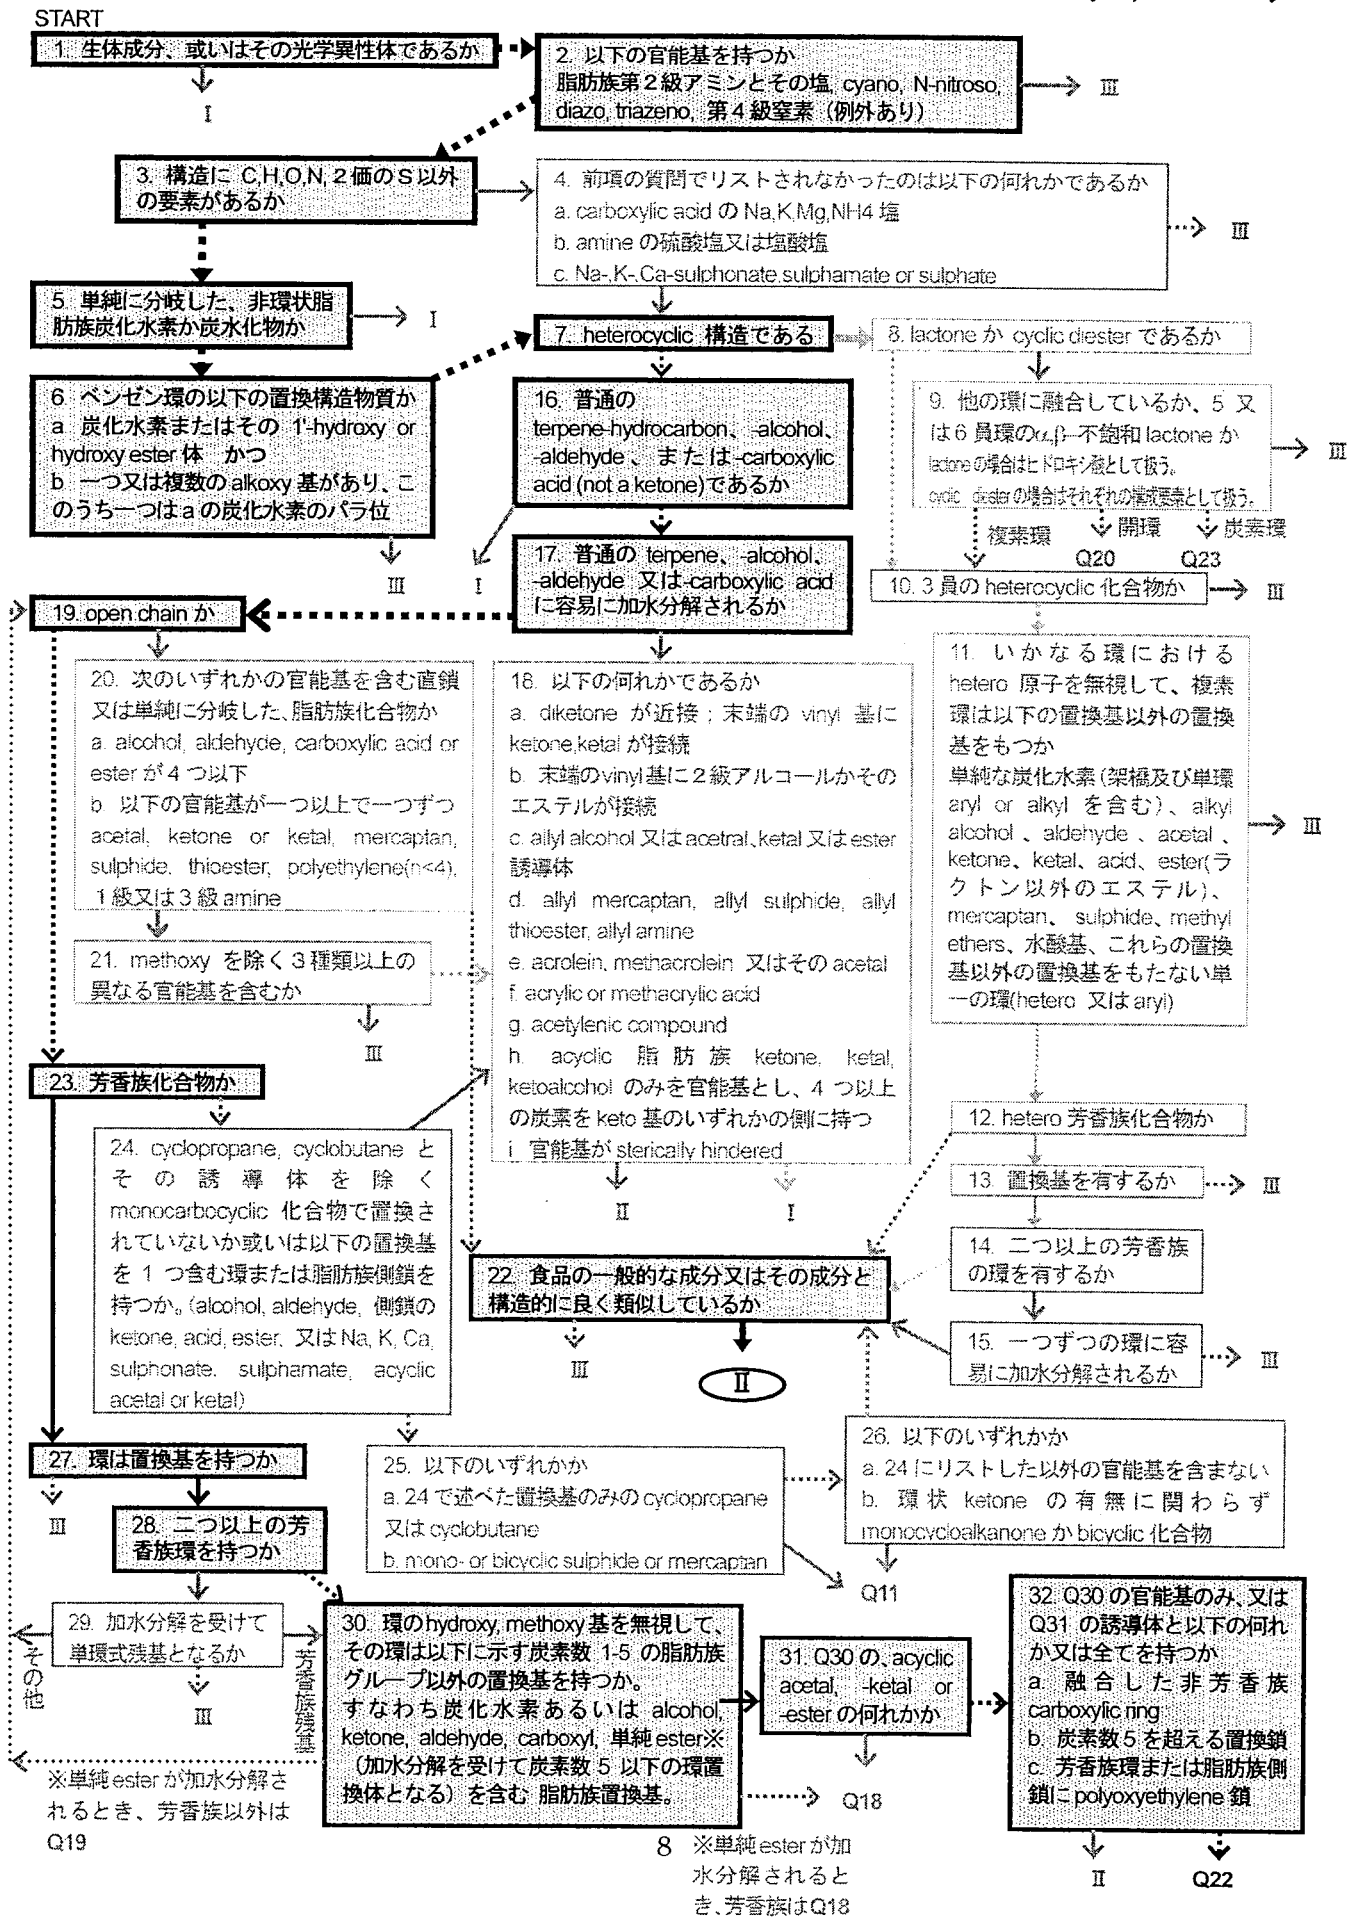 START
1. 生体成分、或いはその光学異性体であるか
I
2. 以下の官能基を持つか
脂肪族第2級アミンとその塩, cyano, N-nitroso,
diazo, triazeno, 第4級窒素（例外あり）
III
3. 構造に C,H,O,N, 2価のS以外
の要素があるか
4. 前項の質問でリストされなかったのは以下の何れかであるか
a. carboxylic acid の Na,K,Mg,NH4 塩
b. amine の硫酸塩又は塩酸塩
c. Na-,K-,Ca-sulphonate,sulphamate or sulphate
III
5. 単純に分岐した、非環状脂
肪族炭化水素か炭水化物か
I
6. ベンゼン環の以下の置換構造物質か
a 炭化水素またはその 1'-hydroxy or
hydroxy ester 体 かつ
b 一つ又は複数の alkoxy 基があり、こ
のうち一つは a の炭化水素のパラ位
III
7. heterocyclic 構造である
8. lactone か cyclic diester であるか
9. 他の環に融合しているか、5 又
は 6 員環のα,β-不飽和 lactone か
lactone の場合はヒドロキシ酸として扱う。
cyclic diester の場合はそれぞれの構成要素として扱う。
III
複素環
開環
炭素環
Q20
Q23
10. 3 員の heterocyclic 化合物か
III
11. いかなる環における
hetero 原子を無視して、複素
環は以下の置換基以外の置換
基をもつか
単純な炭化水素(架橋及び単環
aryl or alkyl を含む)、alkyl
alcohol、aldehyde、acetal、
ketone、ketal、acid、ester(ラ
クトン以外のエステル)、
mercaptan、sulphide、methyl
ethers、水酸基、これらの置換
基以外の置換基をもたない単
一の環(hetero 又は aryl)
III
12. hetero 芳香族化合物か
13. 置換基を有するか
III
14. 二つ以上の芳香族
の環を有するか
15. 一つずつの環に容
易に加水分解されるか
III
16. 普通の
terpene-hydrocarbon、-alcohol、
-aldehyde、または-carboxylic
acid (not a ketone)であるか
I
17. 普通の terpene、-alcohol、
-aldehyde 又は-carboxylic acid
に容易に加水分解されるか
18. 以下の何れかであるか
a. diketone が近接；末端の vinyl 基に
ketone,ketal が接続
b. 末端のvinyl基に２級アルコールかその
エステルが接続
c. allyl alcohol 又は acetral,ketal 又は ester
誘導体
d. allyl mercaptan, allyl sulphide, allyl
thioester, allyl amine
e. acrolein, methacrolein 又はその acetal
f. acrylic or methacrylic acid
g. acetylenic compound
h. acyclic 脂肪族 ketone, ketal,
ketoalcohol のみを官能基とし、4 つ以上
の炭素を keto 基のいずれかの側に持つ
i. 官能基が sterically hindered
II
I
19. open chain か
20. 次のいずれかの官能基を含む直鎖
又は単純に分岐した、脂肪族化合物か
a. alcohol, aldehyde, carboxylic acid or
ester が 4 つ以下
b. 以下の官能基が一つ以上で一つずつ
acetal, ketone or ketal, mercaptan,
sulphide, thioester, polyethylene(n<4),
1 級又は 3 級 amine
21. methoxy を除く 3 種類以上の
異なる官能基を含むか
III
22. 食品の一般的な成分又はその成分と
構造的に良く類似しているか
III
II
23. 芳香族化合物か
24. cyclopropane, cyclobutane と
その誘導体を除く
monocarbocyclic 化合物で置換さ
れていないか或いは以下の置換基
を 1 つ含む環または脂肪族側鎖を
持つか。(alcohol, aldehyde, 側鎖の
ketone, acid, ester, 又は Na, K, Ca,
sulphonate, sulphamate, acyclic
acetal or ketal)
25. 以下のいずれかか
a. 24 で述べた置換基のみの cyclopropane
又は cyclobutane
b. mono- or bicyclic sulphide or mercaptan
26. 以下のいずれかか
a. 24 にリストした以外の官能基を含まない
b. 環状 ketone の有無に関わらず
monocycloalkanone か bicyclic 化合物
Q11
27. 環は置換基を持つか
III
28. 二つ以上の芳
香族環を持つか
29. 加水分解を受けて
単環式残基となるか
その他
芳香族残基
III
※単純 ester が加水分解さ
れるとき、芳香族以外は
Q19
30. 環の hydroxy, methoxy 基を無視して、
その環は以下に示す炭素数 1-5 の脂肪族
グループ以外の置換基を持つか。
すなわち炭化水素あるいは alcohol,
ketone, aldehyde, carboxyl, 単純 ester※
（加水分解を受けて炭素数 5 以下の環置
換体となる）を含む 脂肪族置換基。
31. Q30 の、acyclic
acetal, -ketal or
-ester の何れかか
Q18
※単純 ester が加
水分解されると
き、芳香族はQ18
32. Q30 の官能基のみ、又は
Q31 の誘導体と以下の何れ
か又は全てを持つか
a. 融合した非芳香族
carboxylic ring
b. 炭素数 5 を超える置換鎖
c. 芳香族環または脂肪族側
鎖に polyoxyethylene 鎖
II
Q22
8